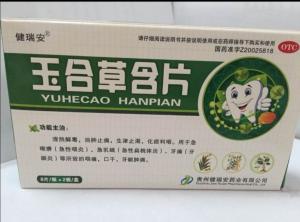 健瑞安®
请仔细阅读说明书并按说明使用或在药师指导下购买和使用
国药准字Z20025818
OTC
玉合草含片
YUHECAO HANPIAN
功能主治:
清热解毒,消肿止痛,生津止渴,化痰利咽。用于急
喉痹(急性咽炎)、急乳蛾(急性扁桃体炎)、牙痛(牙
龈炎)等所致的咽痛,口干,牙龈肿痛。
8片/板×2板/盒
贵州健瑞安药业有限公司